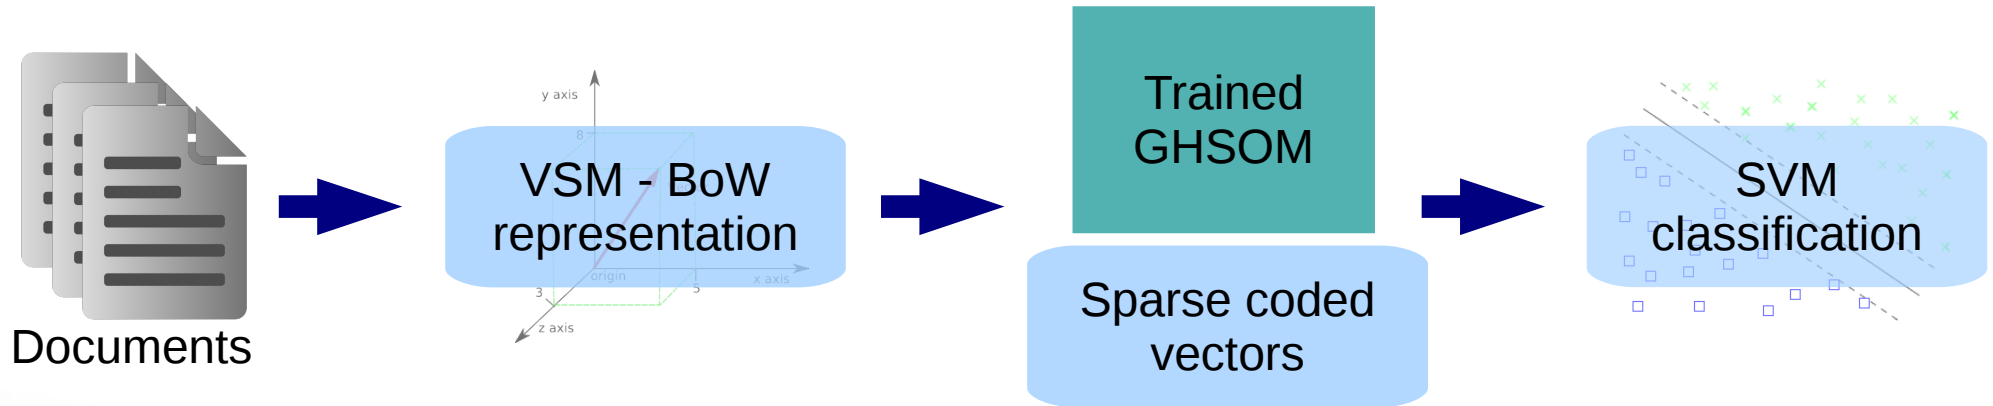 Documents
y axis
8
VSM - BoW
representation
origin
x axis
3
5
z axis
Trained
GHSOM
Sparse coded
vectors
SVM
classification